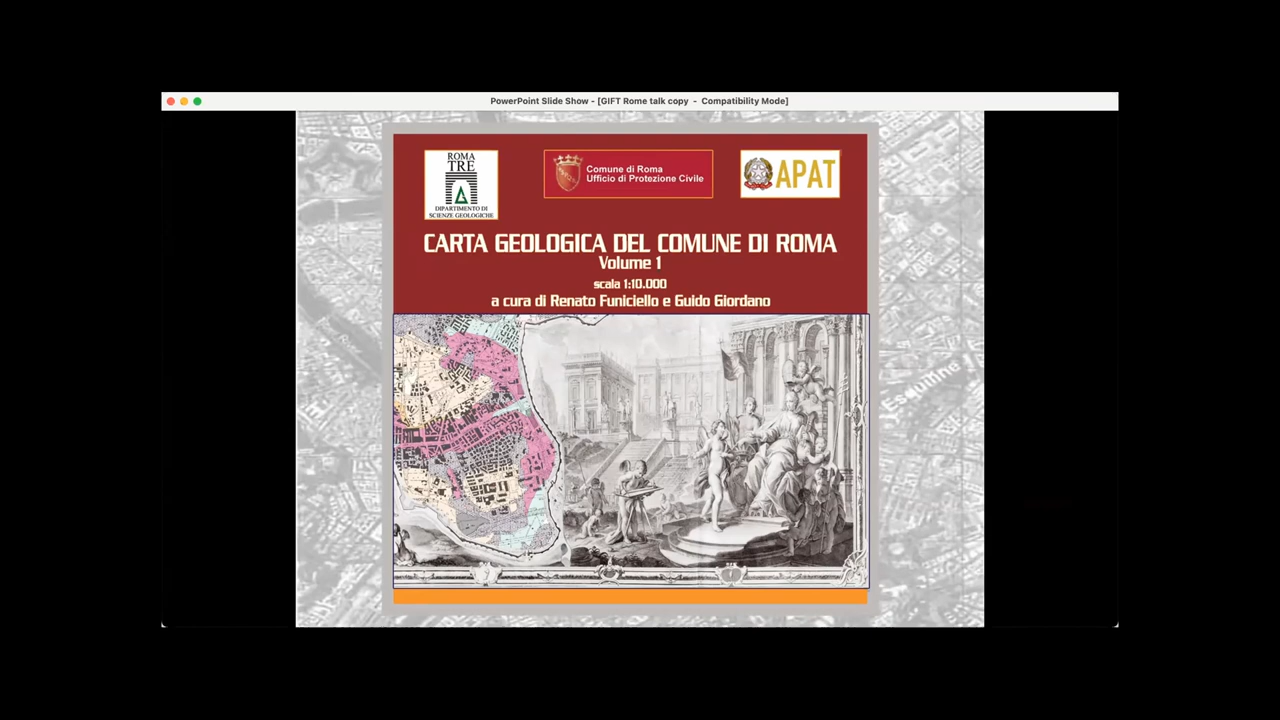 PowerPoint Slide Show - [GIFT Rome talk copy - Compatibility Mode]
ROMA
TRE
DIPARTIMENTO DI
SCIENZE GEOLOGICHE
Comune di Roma
Ufficio di Protezione Civile
APAT
CARTA GEOLOGICA DEL COMUNE DI ROMA
Volume 1
scala 1:10.000
a cura di Renato Funiciello e Guido Giordano
Esquiline